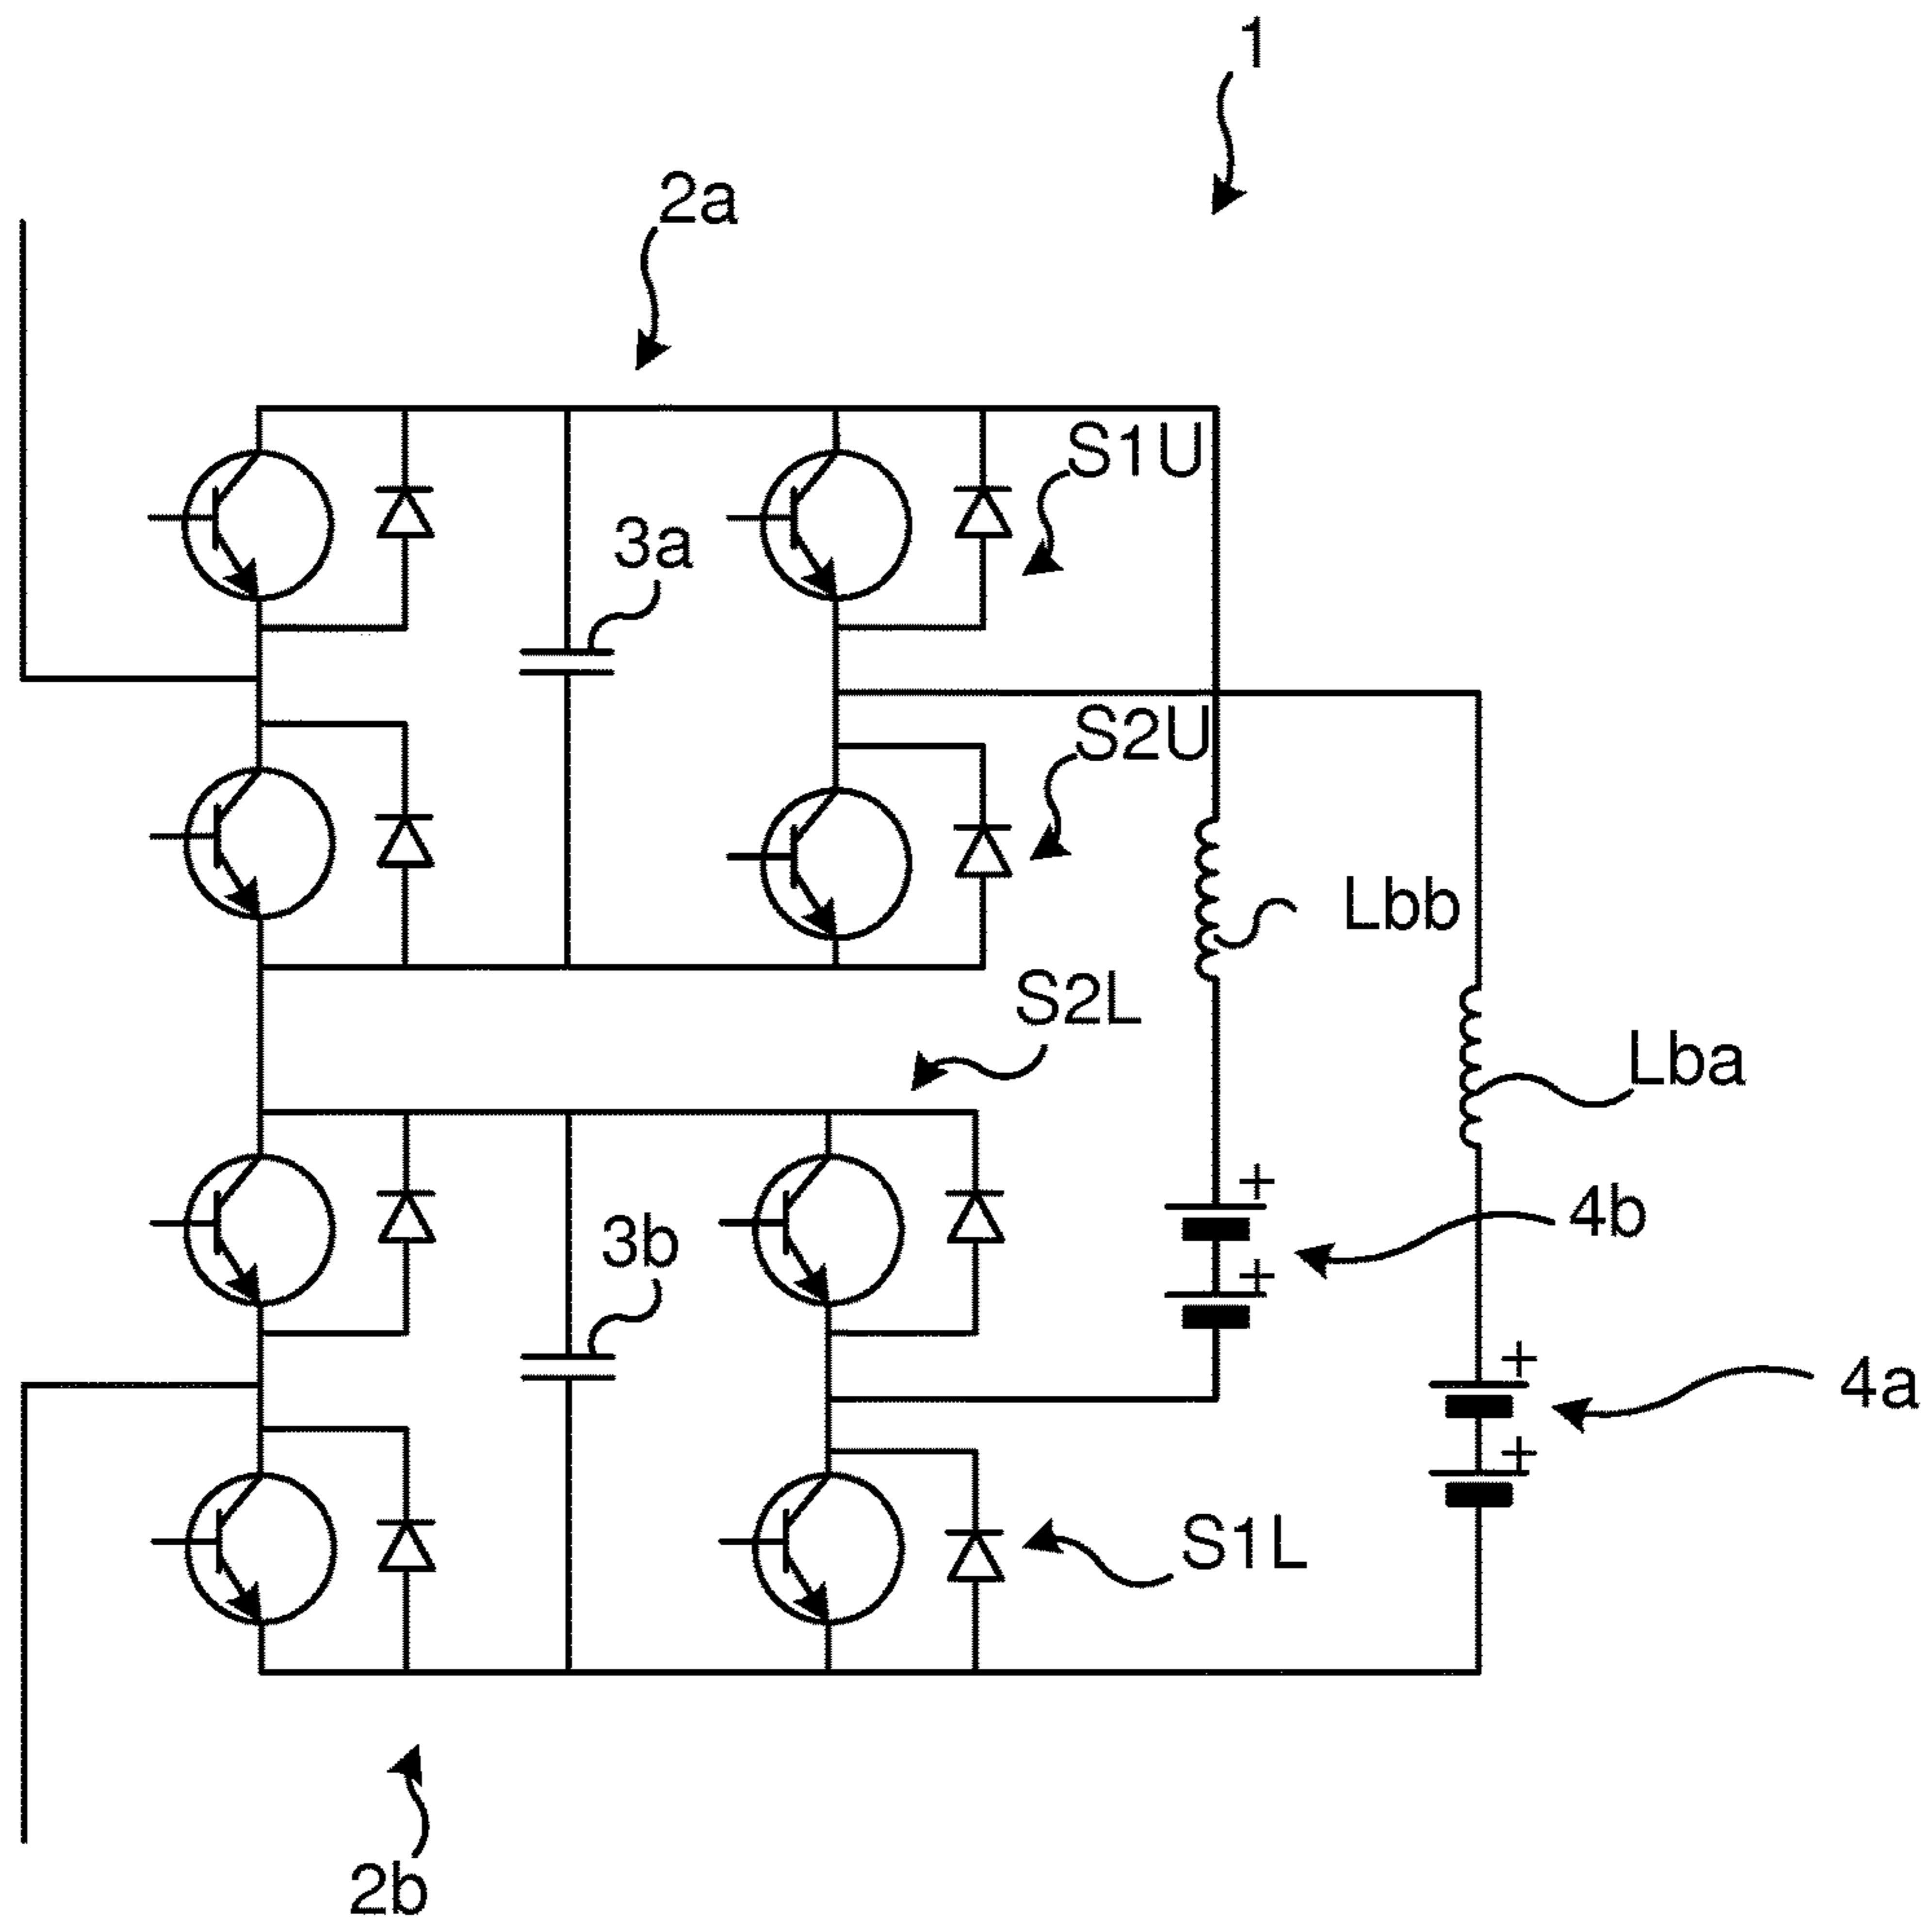 1
2a
S1U
3a
S2U
Lbb
S2L
Lba
+
4b
3b
+
+
4a
+
S1L
2b